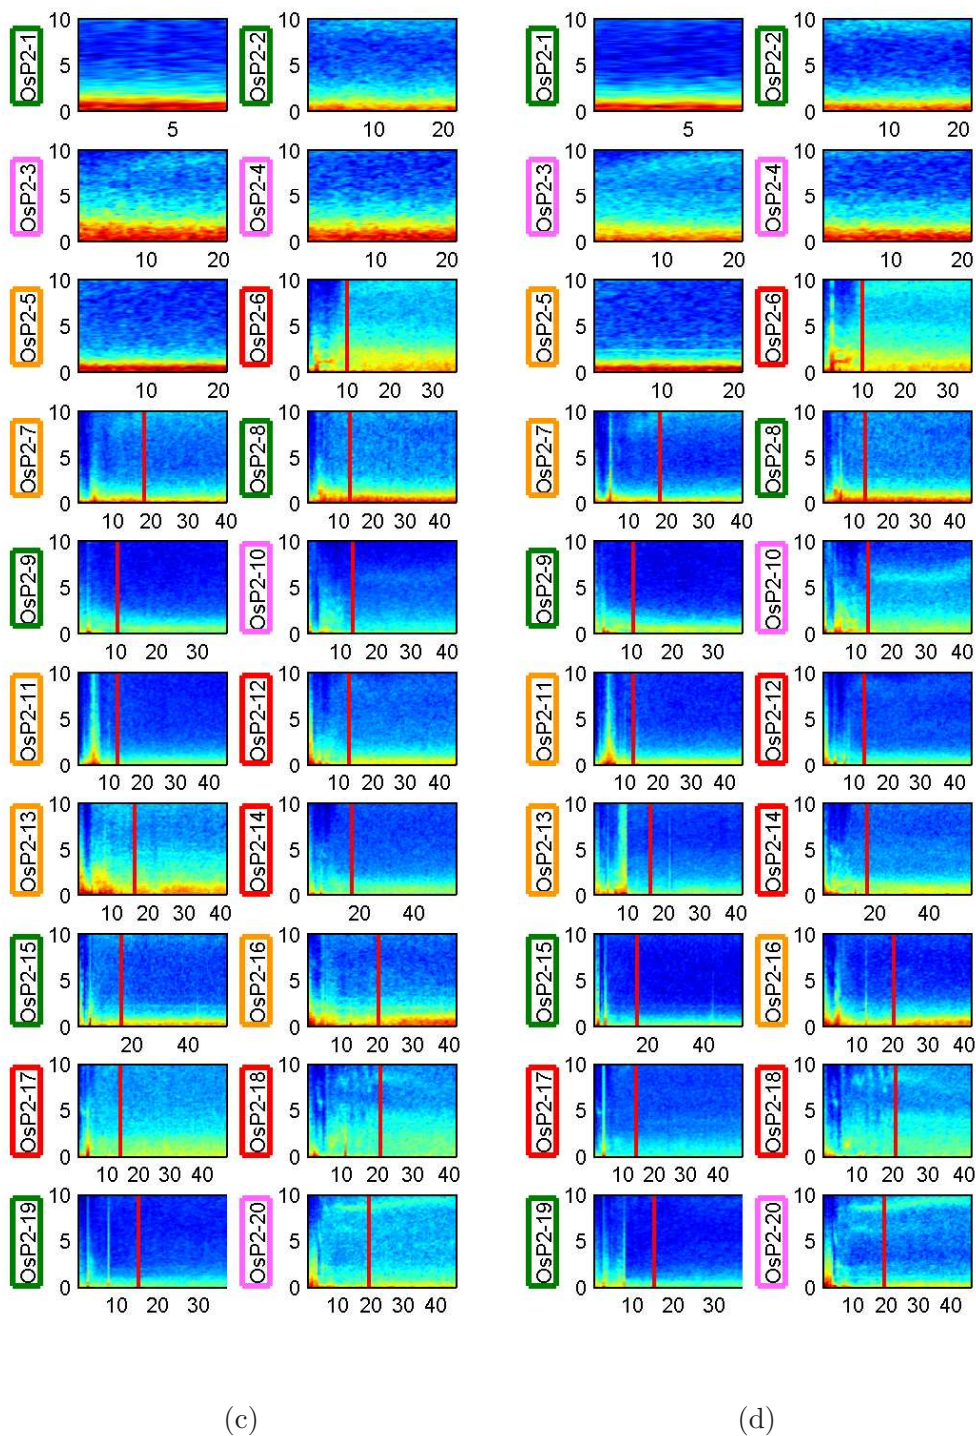 10 10 10 10
OsP2-1 5 OsP2-2 5 OsP2-1 5 OsP2-2 5
0 0 0 0
5 10 20 5 10 20
10 10 10 10
OsP2-3 5 OsP2-4 5 OsP2-3 5 OsP2-4 5
0 0 0 0
10 20 10 20 10 20 10 20
10 10 10 10
OsP2-5 5 OsP2-6 5 OsP2-5 5 OsP2-6 5
0 0 0 0
10 20 10 20 30 10 20 10 20 30
10 10 10 10
OsP2-7 5 OsP2-8 5 OsP2-7 5 OsP2-8 5
0 0 0 0
10 20 30 40 10 20 30 10 20 30 40 10 20 30
10 10 10 10
OsP2-9 5 OsP2-10 5 OsP2-9 5 OsP2-10 5
0 0 0 0
10 20 30 10 20 30 40 10 20 30 10 20 30 40
10 10 10 10
OsP2-11 5 OsP2-12 5 OsP2-11 5 OsP2-12 5
0 0 0 0
10 20 30 40 10 20 30 40 10 20 30 40 10 20 30 40
10 10 10 10
OsP2-13 5 OsP2-14 5 OsP2-13 5 OsP2-14 5
0 0 0 0
10 20 30 40 20 40 10 20 30 40 20 40
10 10 10 10
OsP2-15 5 OsP2-16 5 OsP2-15 5 OsP2-16 5
0 0 0 0
20 40 10 20 30 40 20 40 10 20 30 40
10 10 10 10
OsP2-17 5 OsP2-18 5 OsP2-17 5 OsP2-18 5
0 0 0 0
10 20 30 40 10 20 30 40 10 20 30 40 10 20 30 40
10 10 10 10
OsP2-19 5 OsP2-20 5 OsP2-19 5 OsP2-20 5
0 0 0 0
10 20 30 10 20 30 40 10 20 30 10 20 30 40
(c) (d)